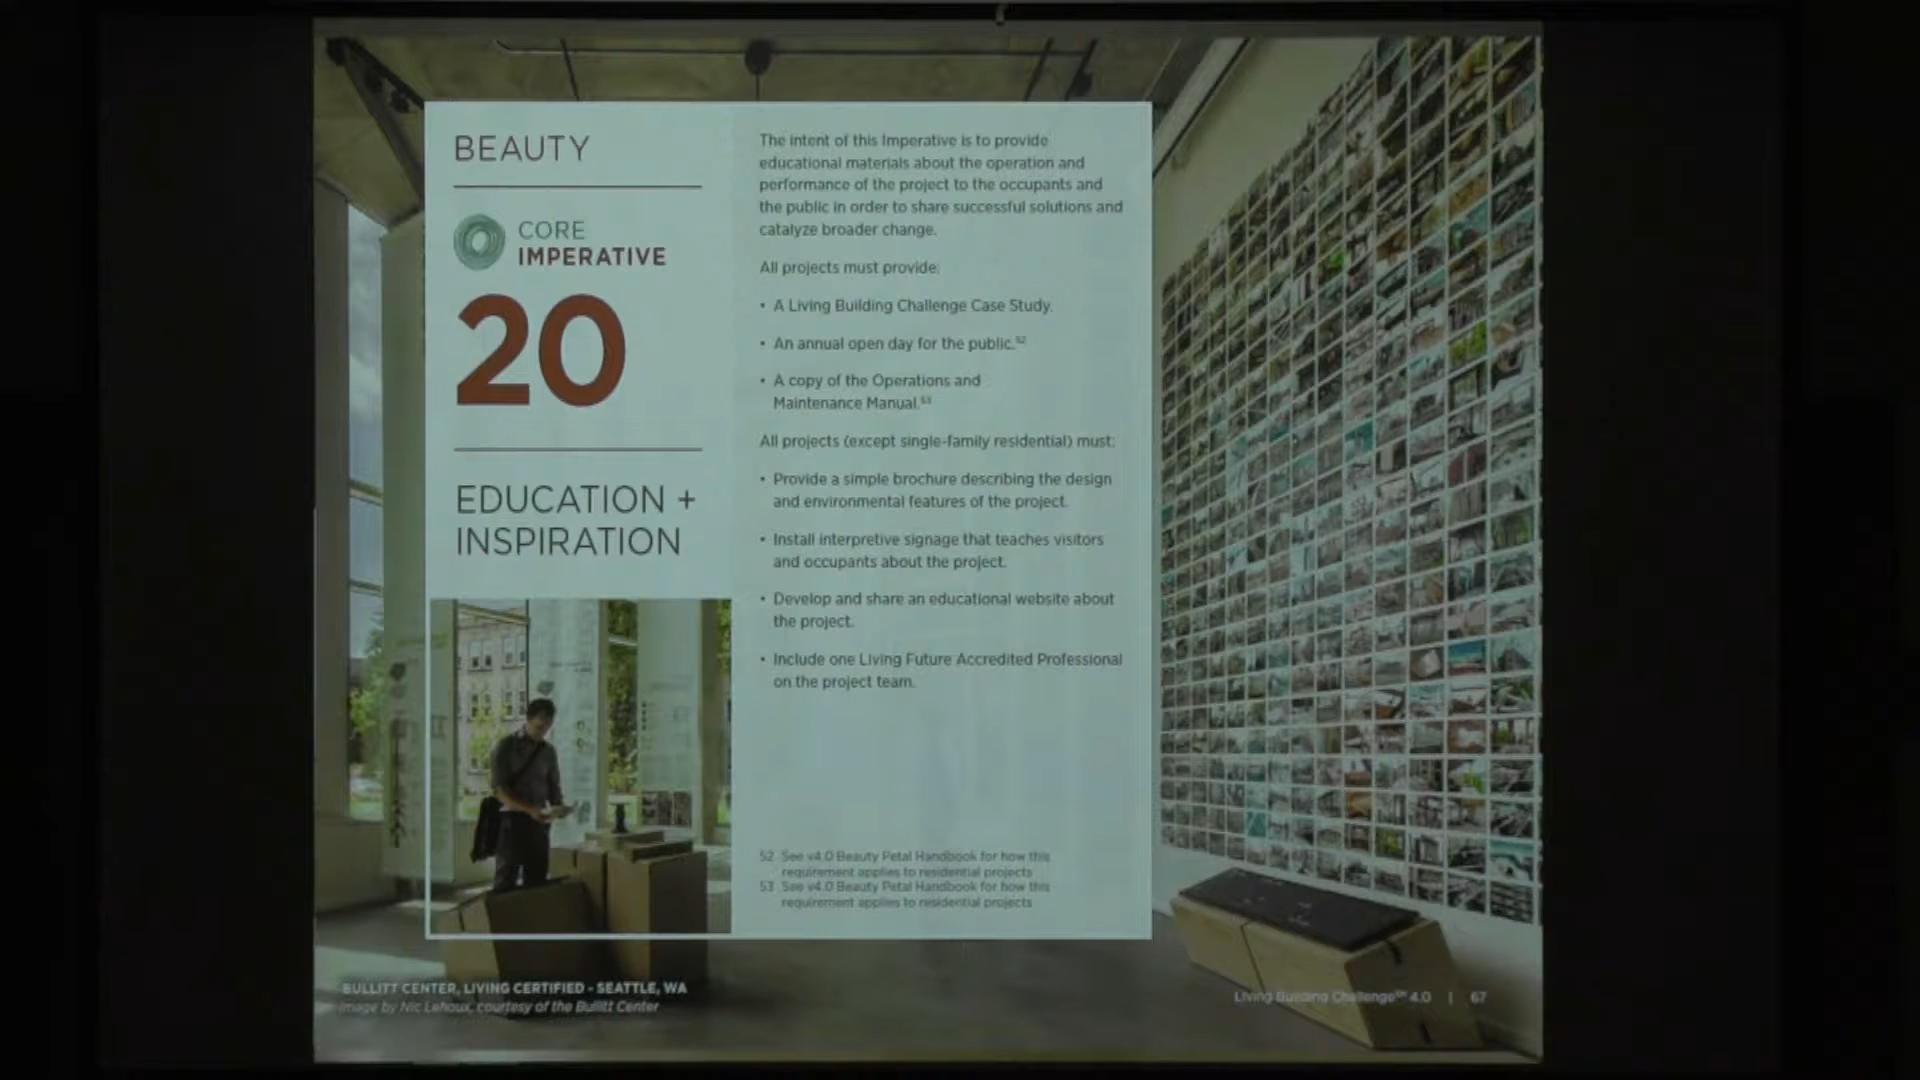 BEAUTY
CORE
IMPERATIVE
20
EDUCATION +
INSPIRATION
The intent of this Imperative is to provide
educational materials about the operation and
performance of the project to the occupants and
the public in order to share successful solutions and
catalyze broader change.
All projects must provide:
• A Living Building Challenge Case Study.
• An annual open day for the public.52
• A copy of the Operations and
Maintenance Manual.53
All projects (except single-family residential) must:
• Provide a simple brochure describing the design
and environmental features of the project.
• Install interpretive signage that teaches visitors
and occupants about the project.
• Develop and share an educational website about
the project.
• Include one Living Future Accredited Professional
on the project team.
52 See v4.0 Beauty Petal Handbook for how this
requirement applies to residential projects
53 See v4.0 Beauty Petal Handbook for how this
requirement applies to residential projects
BULLITT CENTER, LIVING CERTIFIED - SEATTLE, WA
Image by Nic Lehoux, courtesy of the Bullitt Center
Living Building Challenge℠ 4.0 | 67